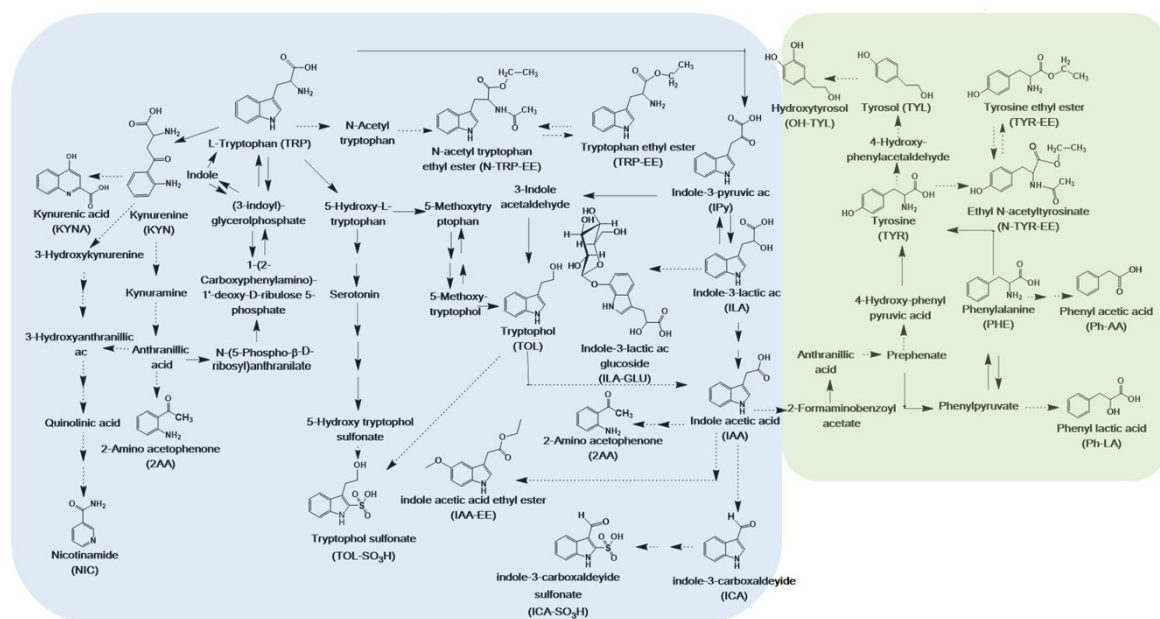 L-Tryptophan (TRP)
N-Acetyl
tryptophan
N-acetyl tryptophan
ethyl ester (N-TRP-EE)
Tryptophan ethyl ester
(TRP-EE)
Indole-3-pyruvic ac
(IPy)
Kynurenic acid
(KYNA)
Kynurenine
(KYN)
Indole
(3-indoyl)-
glycerolphosphate
5-Hydroxy-L-
tryptophan
5-Methoxytry
ptophan
3-Indole
acetaldehyde
3-Hydroxykynurenine
Kynuramine
1-(2-
Carboxyphenylamino)-
1'-deoxy-D-ribulose 5-
phosphate
Serotonin
5-Methoxy-
tryptophol
Tryptophol
(TOL)
Indole-3-lactic ac
glucoside
(ILA-GLU)
Indole-3-lactic ac
(ILA)
3-Hydroxyanthranillic
ac
Anthranillic
acid
N-(5-Phospho-β-D-
ribosyl)anthranilate
Quinolinic acid
2-Amino acetophenone
(2AA)
5-Hydroxy tryptophol
sulfonate
2-Amino acetophenone
(2AA)
Indole acetic acid
(IAA)
indole acetic acid ethyl ester
(IAA-EE)
Nicotinamide
(NIC)
Tryptophol sulfonate
(TOL-SO3H)
indole-3-carboxaldeyide
sulfonate
(ICA-SO3H)
indole-3-carboxaldeyide
(ICA)
Hydroxytyrosol
(OH-TYL)
Tyrosol (TYL)
Tyrosine ethyl ester
(TYR-EE)
4-Hydroxy-
phenylacetaldehyde
Tyrosine
(TYR)
Ethyl N-acetyltyrosinate
(N-TYR-EE)
4-Hydroxy-phenyl
pyruvic acid
Phenylalanine
(PHE)
Phenyl acetic acid
(Ph-AA)
Anthranillic
acid
Prephenate
2-Formaminobenzoyl
acetate
Phenylpyruvate
Phenyl lactic acid
(Ph-LA)